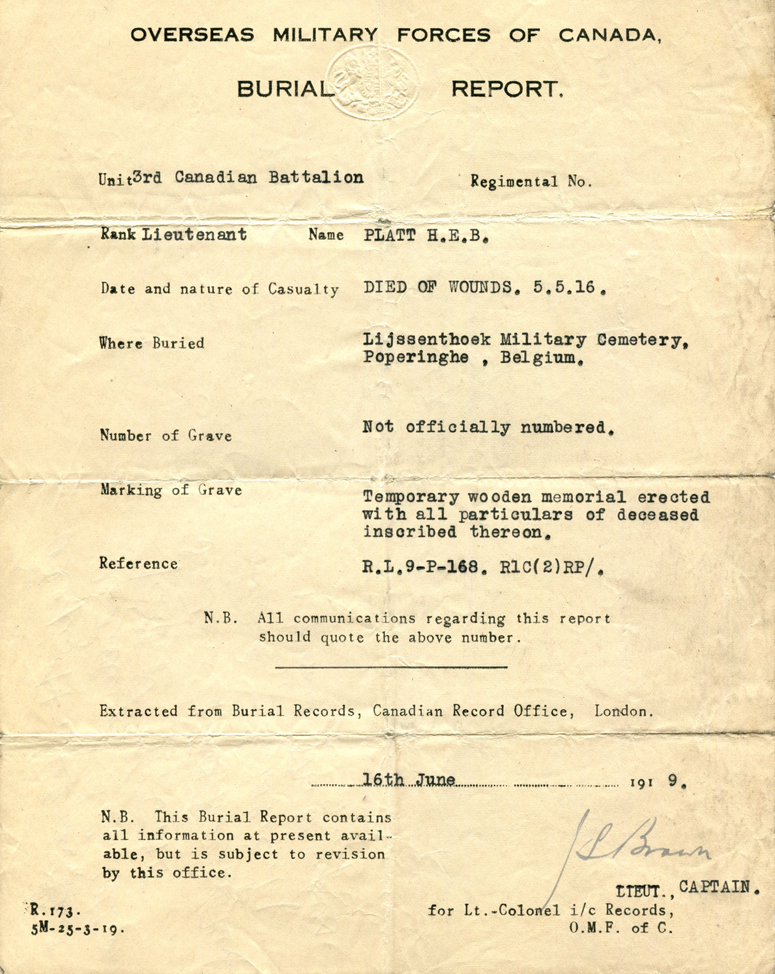 OVERSEAS MILITARY FORCES OF CANADA,
BURIAL REPORT.
Unit 3rd Canadian Battalion Regimental No.
Rank Lieutenant Name PLATT H.E.B.
Date and nature of Casualty DIED OF WOUNDS. 5.5.16.
Where Buried Lijssenthoek Military Cemetery,
Poperinghe , Belgium.
Number of Grave Not officially numbered.
Marking of Grave Temporary wooden memorial erected
with all particulars of deceased
inscribed thereon.
Reference R.L.9-P-168. R1C(2)RP/.
N.B. All communications regarding this report
should quote the above number.
Extracted from Burial Records, Canadian Record Office, London.
16th June 191 9.
N.B. This Burial Report contains
all information at present avail-
able, but is subject to revision
by this office.
J S Brown
LIEUT., CAPTAIN.
for Lt.-Colonel i/c Records,
O.M.F. of C.
R.173.
5M-25-3-19.